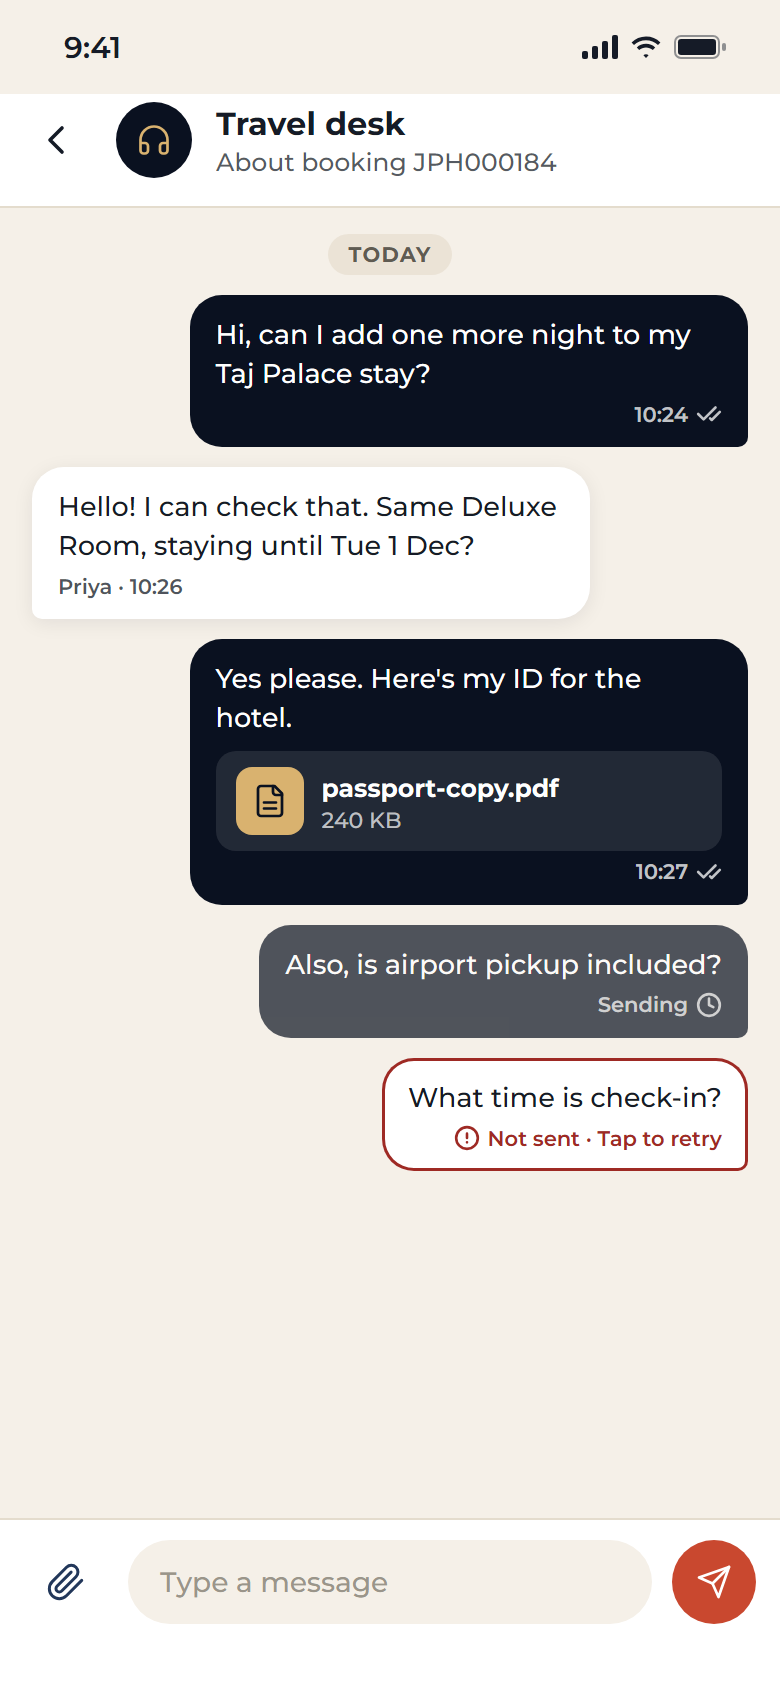 9:41
Travel desk
About booking JPH000184
TODAY
Hi, can I add one more night to my
Taj Palace stay?
10:24
Hello! I can check that. Same Deluxe
Room, staying until Tue 1 Dec?
Priya · 10:26
Yes please. Here's my ID for the
hotel.
passport-copy.pdf
240 KB
10:27
Also, is airport pickup included?
Sending
What time is check-in?
Not sent · Tap to retry
Type a message